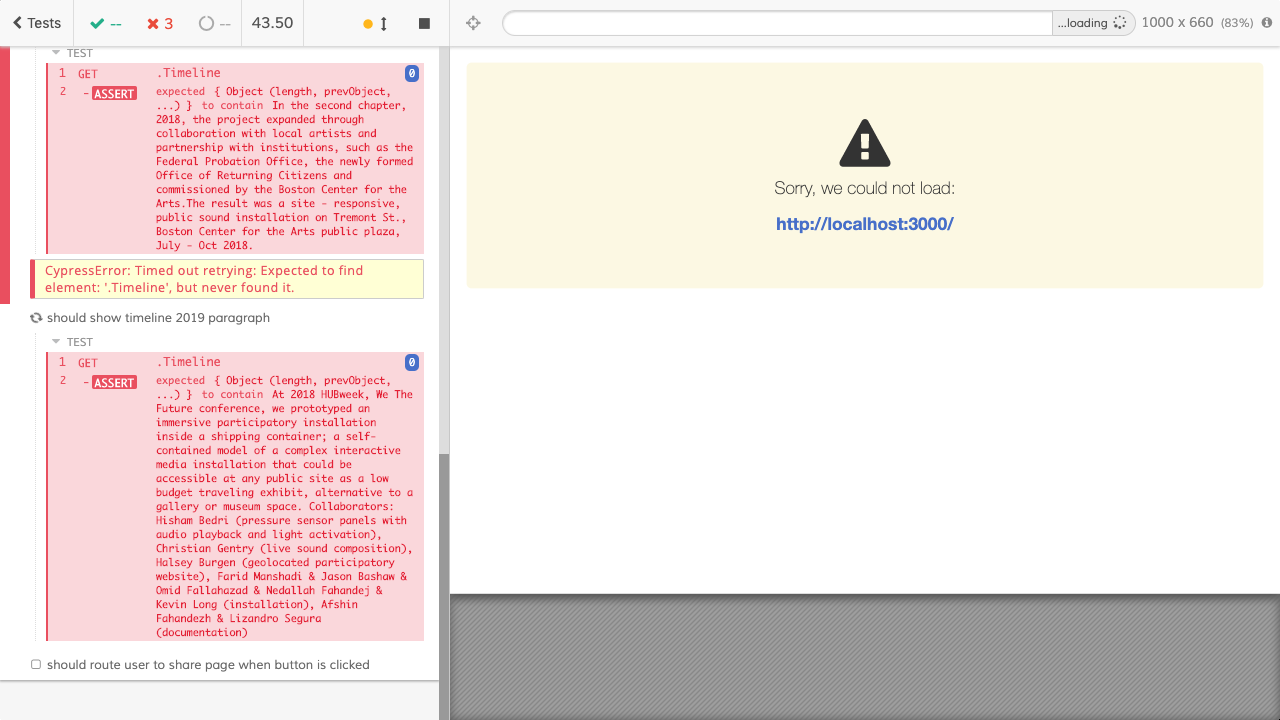 Tests
--
3
--
43.50
...loading
1000 x 660 (83%)
TEST
1 GET .Timeline 0
2 - ASSERT expected { Object (length, prevObject,
...) } to contain In the second chapter,
2018, the project expanded through
collaboration with local artists and
partnership with institutions, such as the
Federal Probation Office, the newly formed
Office of Returning Citizens and
commissioned by the Boston Center for the
Arts.The result was a site - responsive,
public sound installation on Tremont St.,
Boston Center for the Arts public plaza,
July - Oct 2018.
CypressError: Timed out retrying: Expected to find
element: '.Timeline', but never found it.
should show timeline 2019 paragraph
TEST
1 GET .Timeline 0
2 - ASSERT expected { Object (length, prevObject,
...) } to contain At 2018 HUBweek, We The
Future conference, we prototyped an
immersive participatory installation
inside a shipping container; a self-
contained model of a complex interactive
media installation that could be
accessible at any public site as a low
budget traveling exhibit, alternative to a
gallery or museum space. Collaborators:
Hisham Bedri (pressure sensor panels with
audio playback and light activation),
Christian Gentry (live sound composition),
Halsey Burgen (geolocated participatory
website), Farid Manshadi & Jason Bashaw &
Omid Fallahazad & Nedallah Fahandej &
Kevin Long (installation), Afshin
Fahandezh & Lizandro Segura
(documentation)
should route user to share page when button is clicked
Sorry, we could not load:
http://localhost:3000/